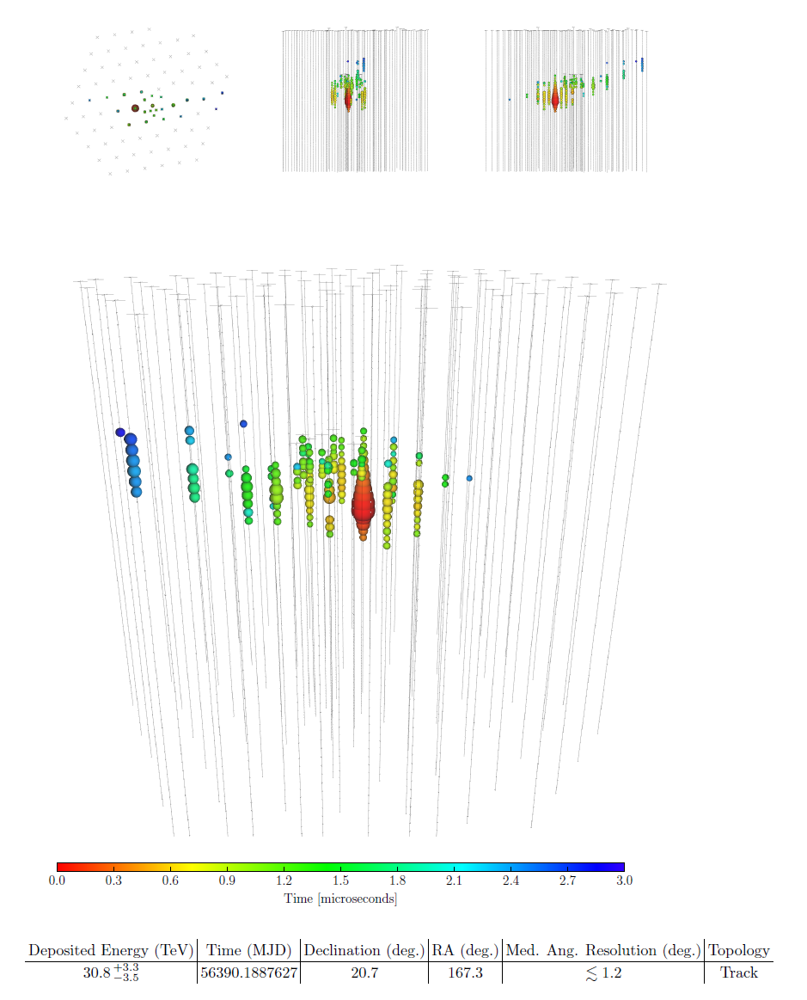 0.0 0.3 0.6 0.9 1.2 1.5 1.8 2.1 2.4 2.7 3.0
Time [microseconds]
Deposited Energy (TeV) Time (MJD) Declination (deg.) RA (deg.) Med. Ang. Resolution (deg.) Topology
30.8 +3.3 −3.5 56390.1887627 20.7 167.3 ≲ 1.2 Track